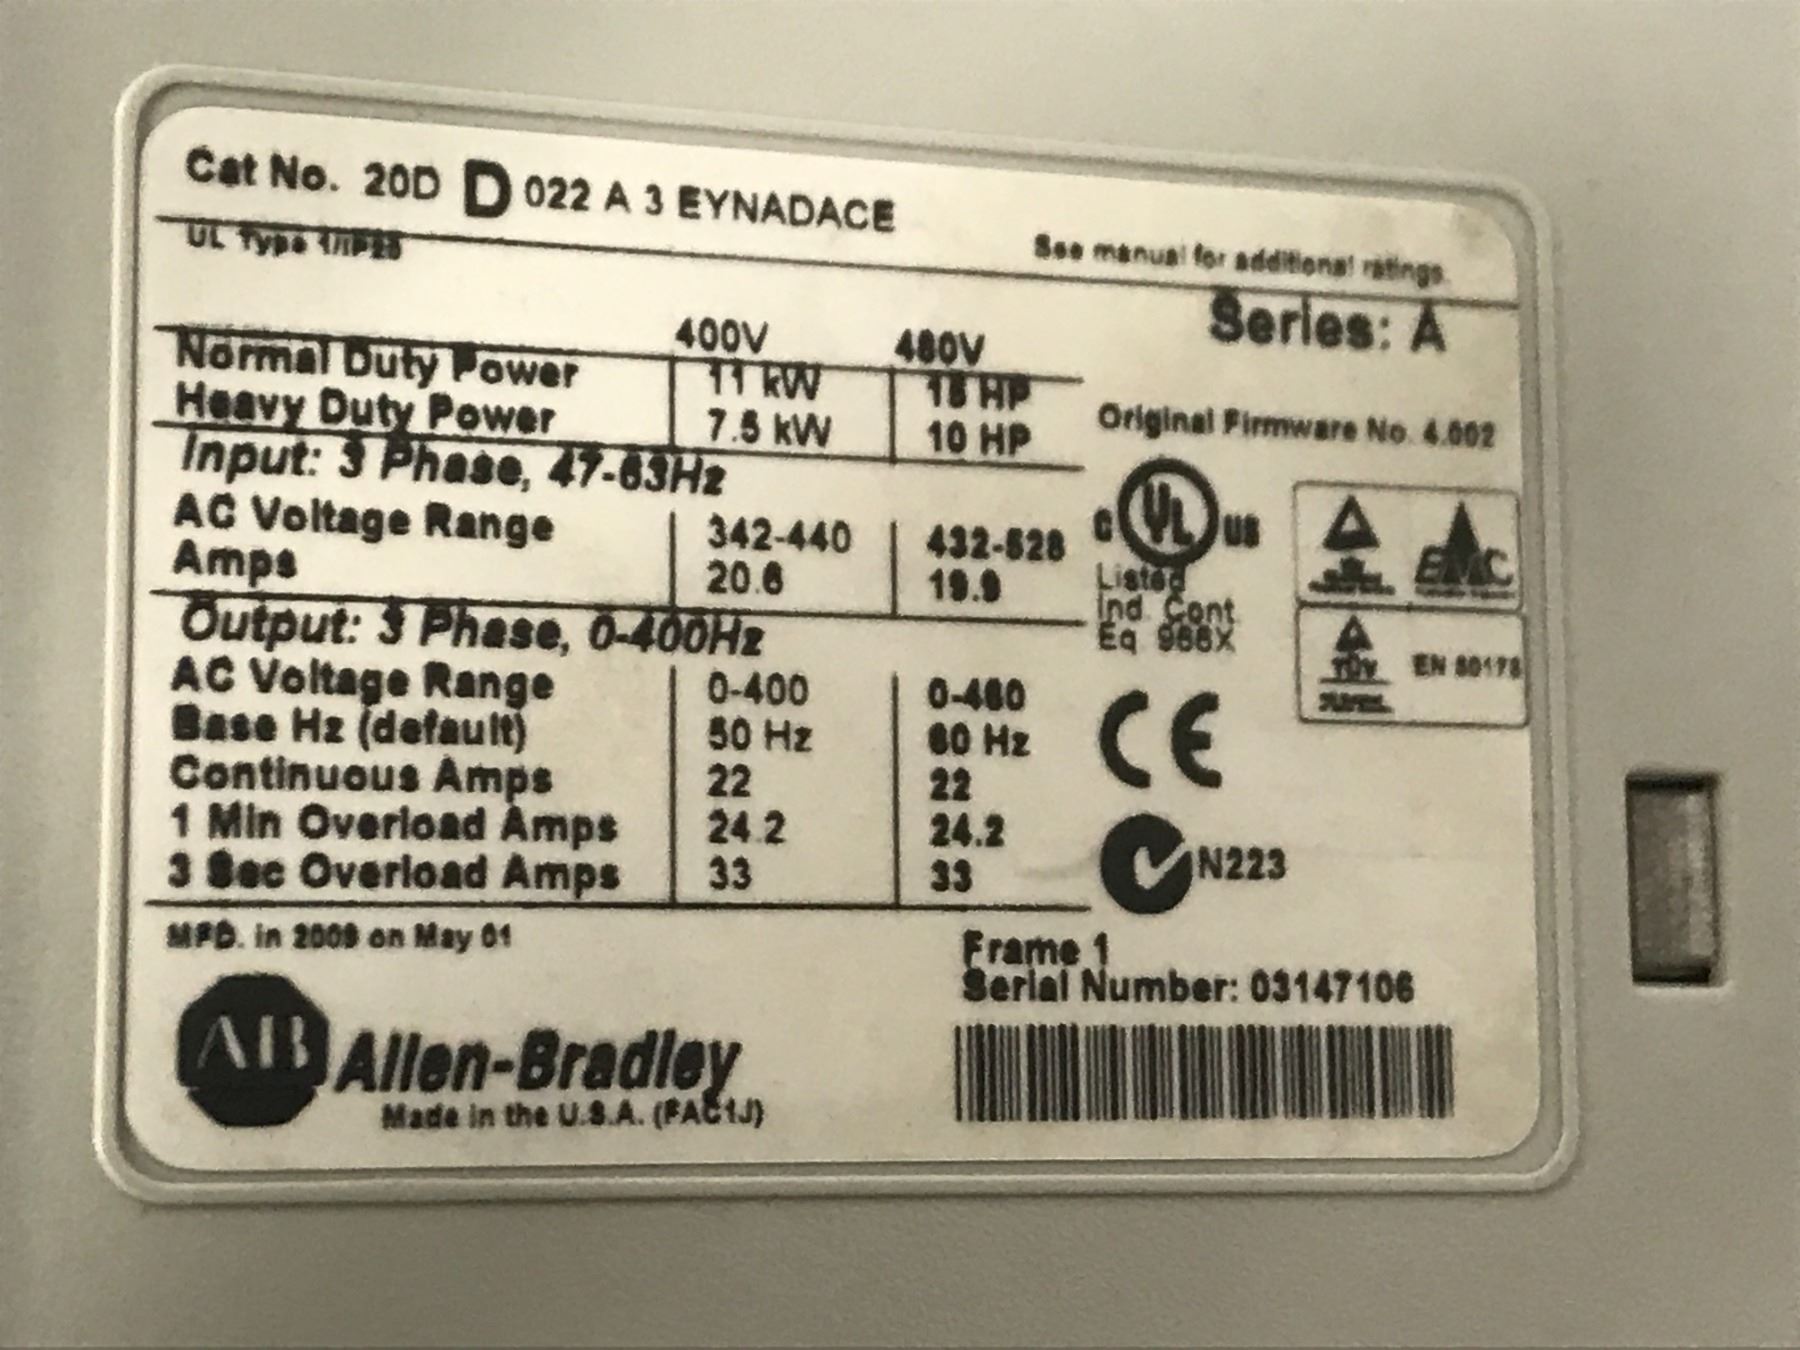 Cat No. 20D D 022 A 3 EYNADACE
UL Type 1/IP20
See manual for additional ratings.
Series: A
400V 480V
Normal Duty Power 11 kW 15 HP
Heavy Duty Power 7.5 kW 10 HP
Original Firmware No. 4.002
Input: 3 Phase, 47-63Hz
AC Voltage Range 342-440 432-528
Amps 20.6 19.9
C UL US
Listed
Ind. Cont
Eq 966X
EMC
Output: 3 Phase, 0-400Hz
AC Voltage Range 0-400 0-460
Base Hz (default) 50 Hz 60 Hz
Continuous Amps 22 22
1 Min Overload Amps 24.2 24.2
3 Sec Overload Amps 33 33
TÜV
EN 50178
CE
N223
MFD. in 2009 on May 01
Frame 1
Serial Number: 03147106
AB Allen-Bradley
Made in the U.S.A. (FAC1J)